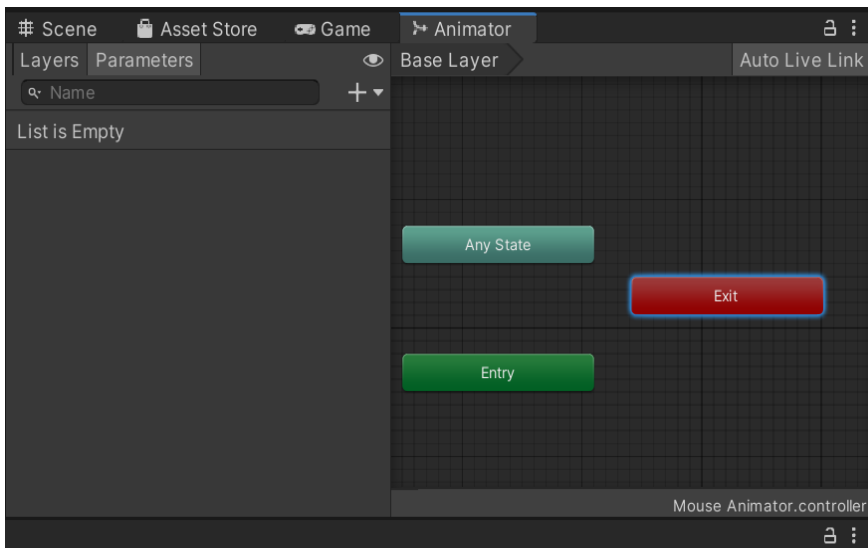 Scene Asset Store Game Animator
Layers Parameters Base Layer Auto Live Link
Name
List is Empty
Any State
Exit
Entry
Mouse Animator.controller